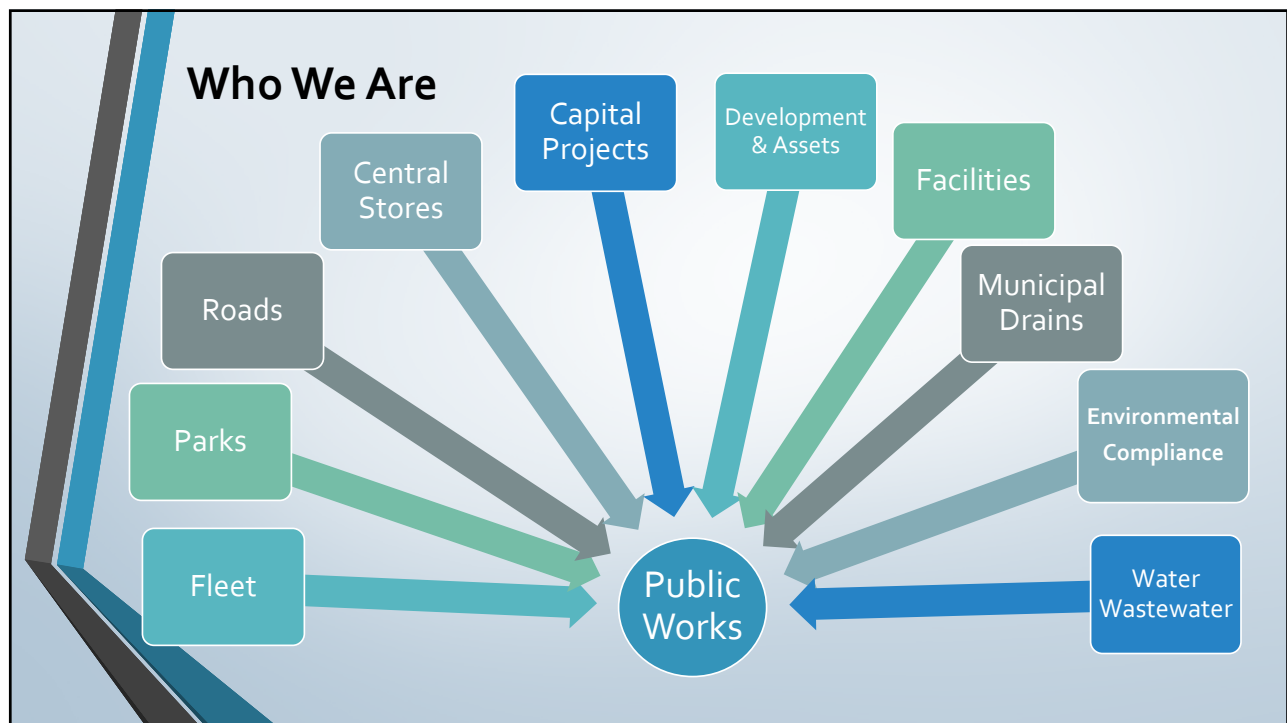 Who We Are
Capital
Projects
Development
& Assets
Central
Stores
Facilities
Roads
Municipal
Drains
Parks
Environmental
Compliance
Fleet
Public
Works
Water
Wastewater